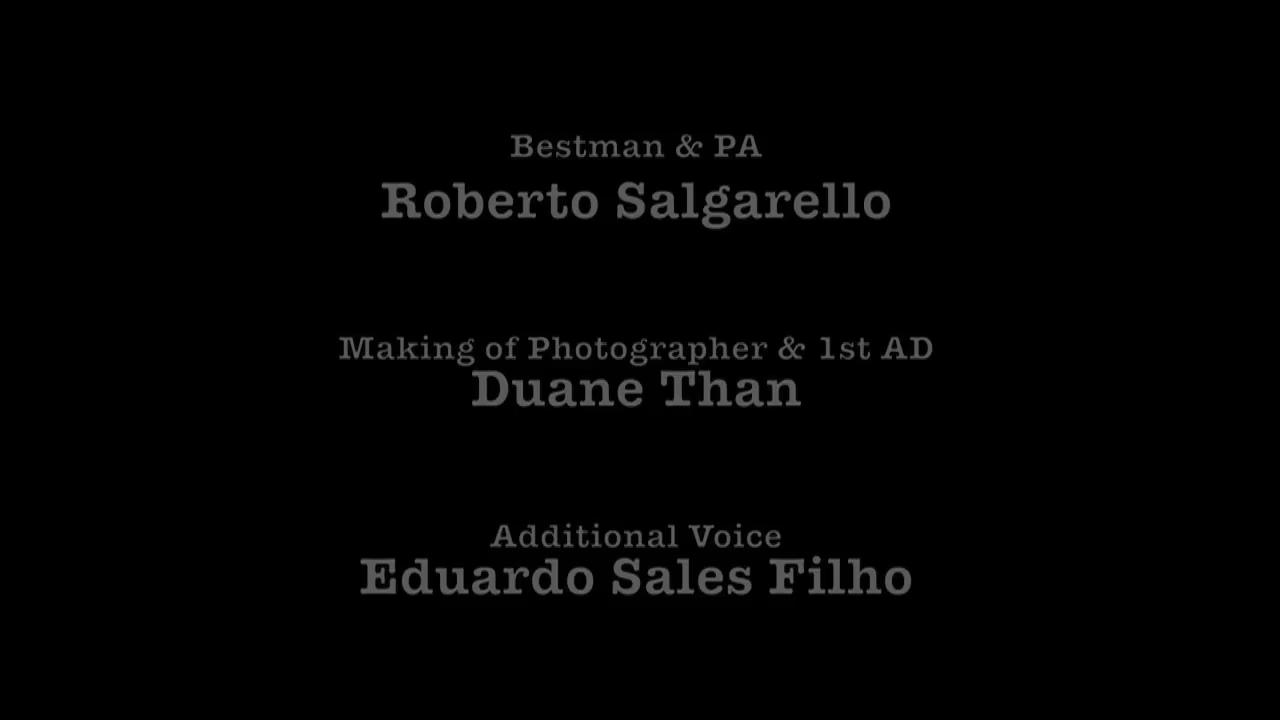 Bestman & PA
Roberto Salgarello
Making of Photographer & 1st AD
Duane Than
Additional Voice
Eduardo Sales Filho